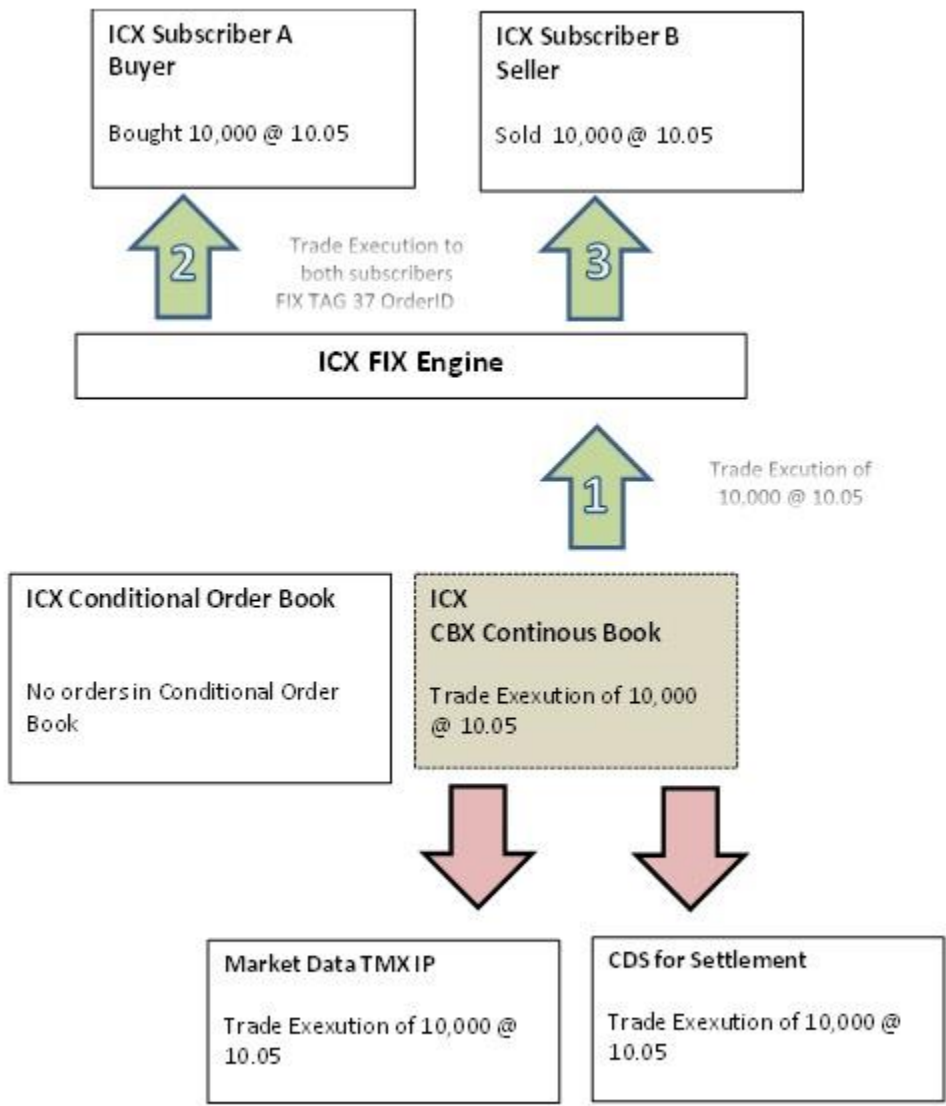 ICX Subscriber A
Buyer
Bought 10,000 @ 10.05
ICX Subscriber B
Seller
Sold 10,000 @ 10.05
2
Trade Execution to
both subscribers
FIX TAG 37 OrderID
3
ICX FIX Engine
1
Trade Excution of
10,000 @ 10.05
ICX Conditional Order Book
No orders in Conditional Order
Book
ICX
CBX Continous Book
Trade Exexution of 10,000
@ 10.05
Market Data TMX IP
Trade Exexution of 10,000 @
10.05
CDS for Settlement
Trade Exexution of 10,000 @
10.05